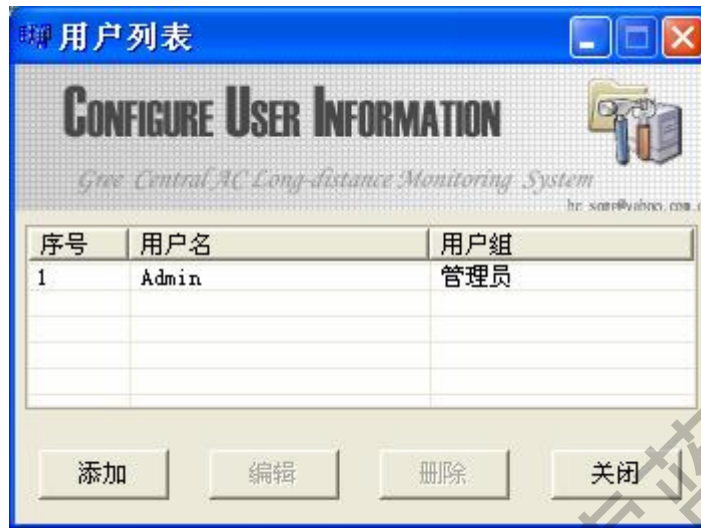 用户列表
CONFIGURE USER INFORMATION
Gree Central AC Long-distance Monitoring System
序号 用户名 用户组
1 Admin 管理员
添加 编辑 删除 关闭